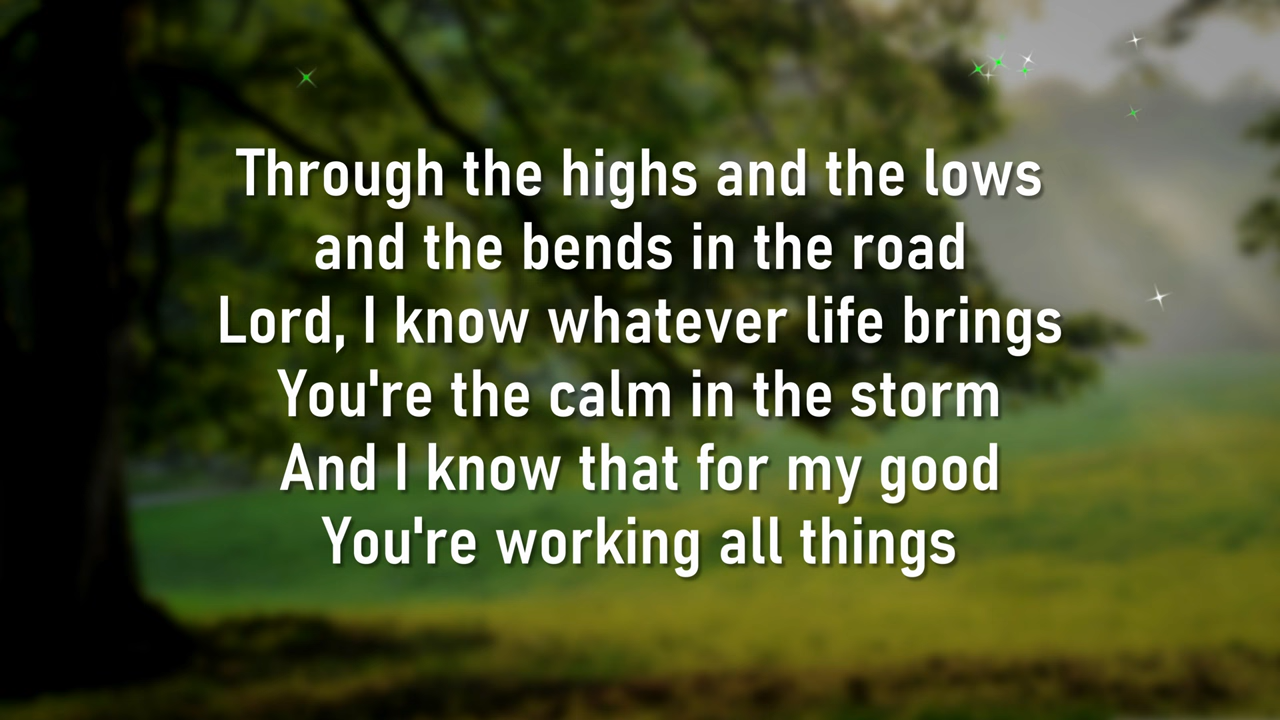 Through the highs and the lows
and the bends in the road
Lord, I know whatever life brings
You're the calm in the storm
And I know that for my good
You're working all things